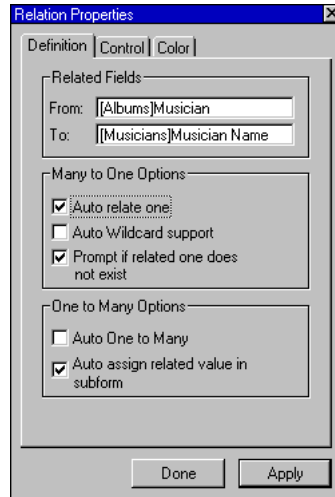 Relation Properties
Definition Control Color
Related Fields
From: [Albums]Musician
To: [Musicians]Musician Name
Many to One Options
Auto relate one
Auto Wildcard support
Prompt if related one does
not exist
One to Many Options
Auto One to Many
Auto assign related value in
subform
Done Apply